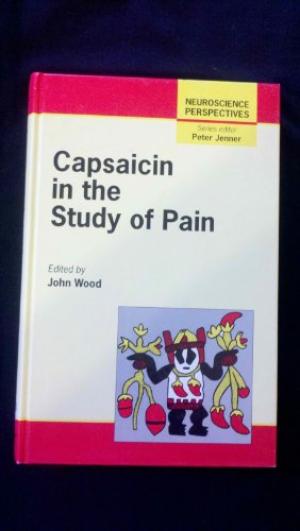 NEUROSCIENCE
PERSPECTIVES
Series editor
Peter Jenner
Capsaicin
in the
Study of Pain
Edited by
John Wood